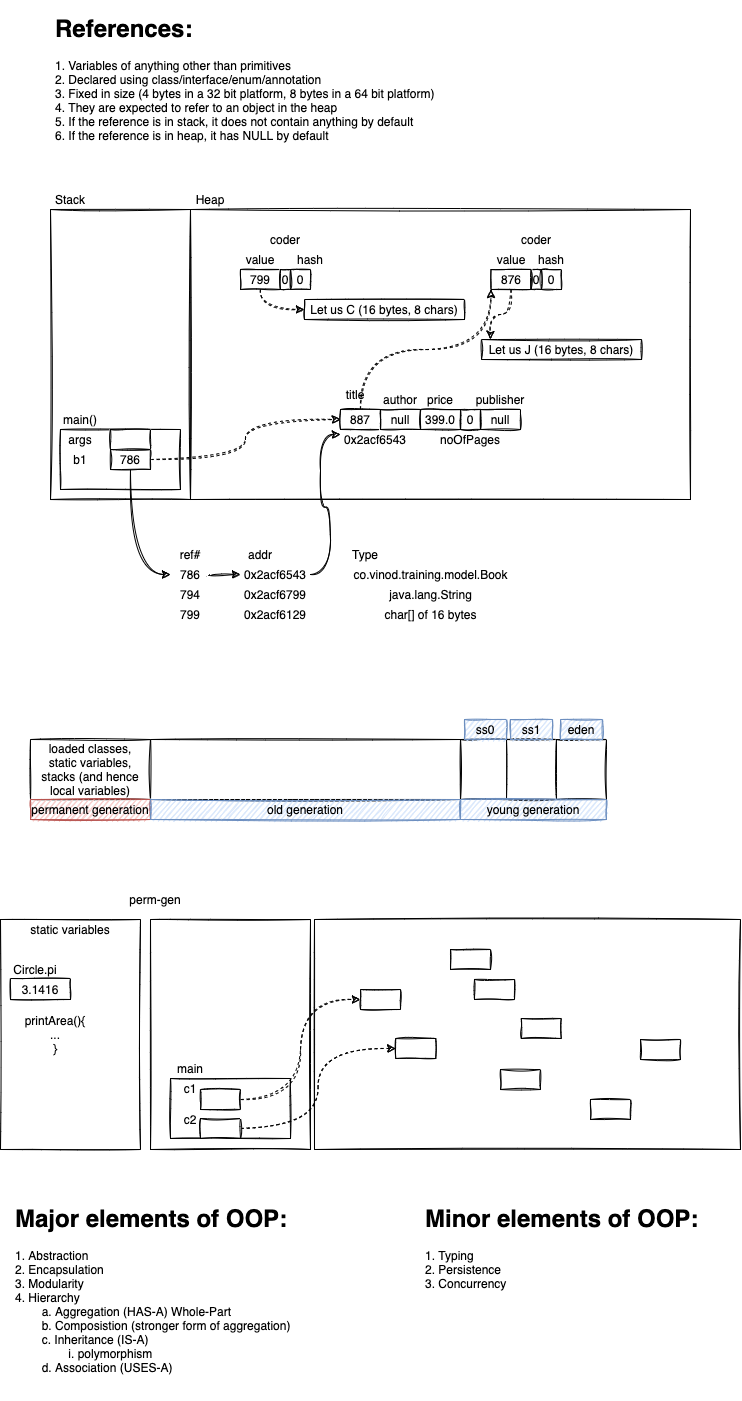 References:
1. Variables of anything other than primitives
2. Declared using class/interface/enum/annotation
3. Fixed in size (4 bytes in a 32 bit platform, 8 bytes in a 64 bit platform)
4. They are expected to refer to an object in the heap
5. If the reference is in stack, it does not contain anything by default
6. If the reference is in heap, it has NULL by default
Stack Heap
coder coder
value hash value hash
799 0 0 876 0 0
Let us C (16 bytes, 8 chars)
Let us J (16 bytes, 8 chars)
title author price publisher
887 null 399.0 0 null
0x2acf6543 noOfPages
main()
args
b1 786
ref# addr Type
786 0x2acf6543 co.vinod.training.model.Book
794 0x2acf6799 java.lang.String
799 0x2acf6129 char[] of 16 bytes
ss0 ss1 eden
loaded classes,
static variables,
stacks (and hence
local variables)
permanent generation old generation young generation
perm-gen
static variables
Circle.pi
3.1416
printArea(){
...
}
main
c1
c2
Major elements of OOP:
1. Abstraction
2. Encapsulation
3. Modularity
4. Hierarchy
a. Aggregation (HAS-A) Whole-Part
b. Composistion (stronger form of aggregation)
c. Inheritance (IS-A)
i. polymorphism
d. Association (USES-A)
Minor elements of OOP:
1. Typing
2. Persistence
3. Concurrency